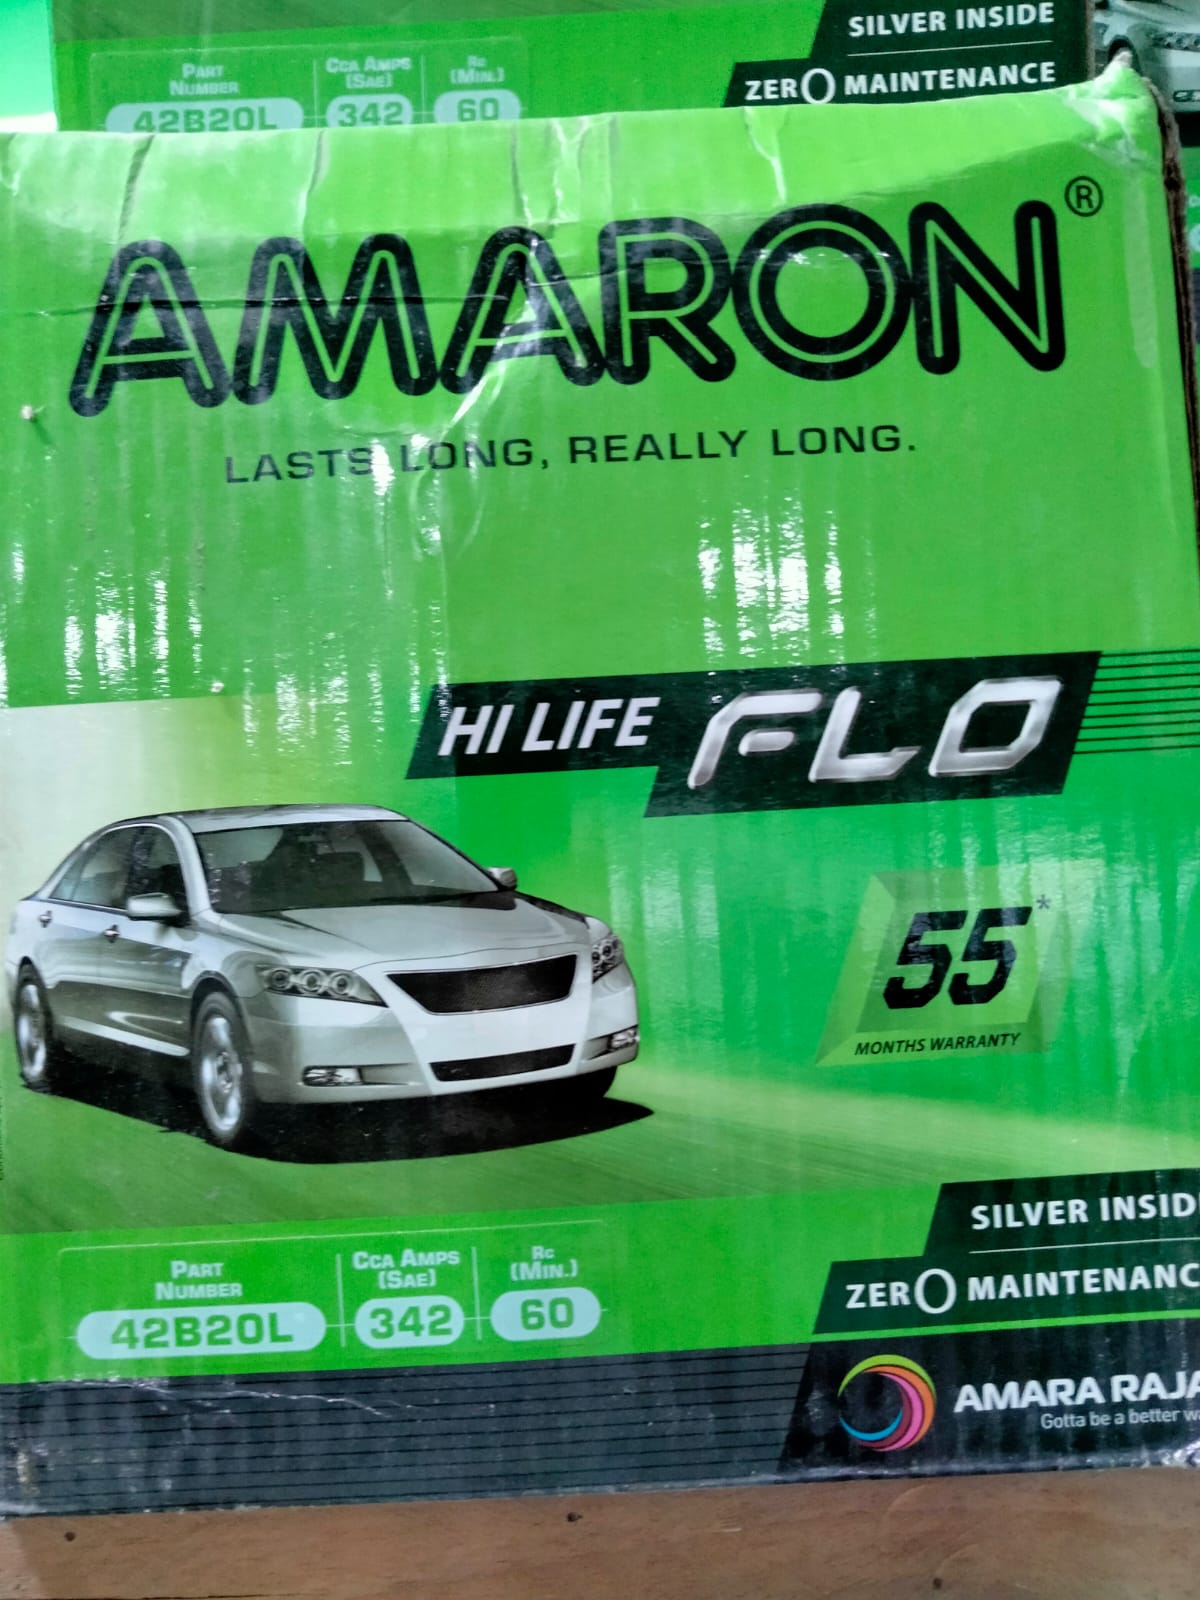 SILVER INSIDE
ZERO MAINTENANCE
PART NUMBER
CCA AMPS (SAE)
RC (MIN.)
42B20L 342 60
AMARON®
LASTS LONG, REALLY LONG.
HI LIFE FLO
55*
MONTHS WARRANTY
SILVER INSID
ZERO MAINTENANC
PART NUMBER
CCA AMPS (SAE)
RC (MIN.)
42B20L 342 60
AMARA RAJA
Gotta be a better wa